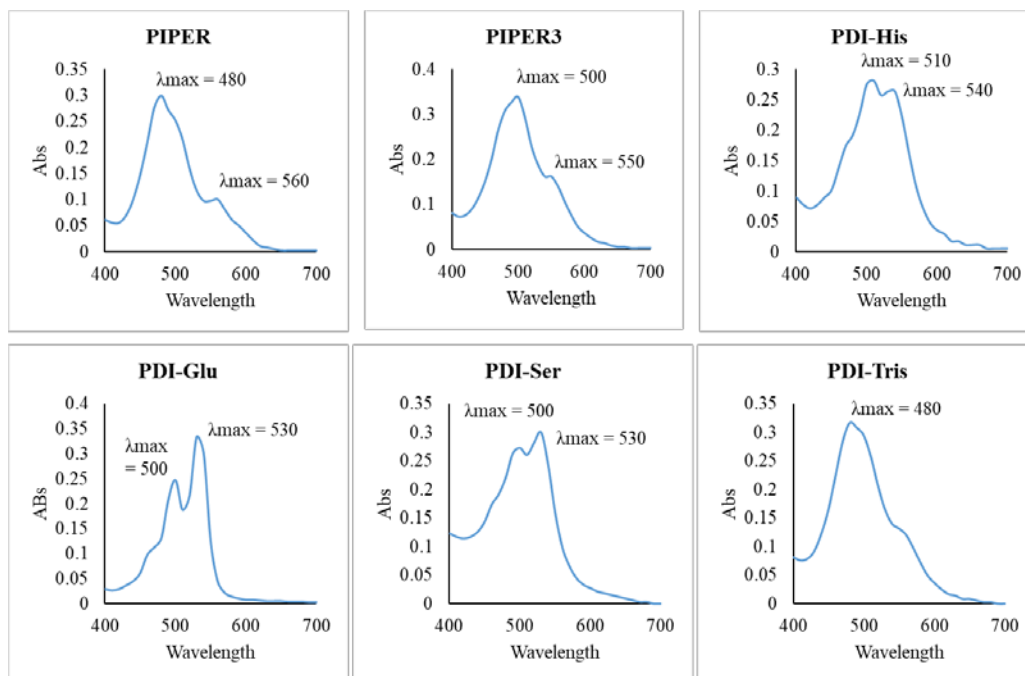 PIPER
λmax = 480
λmax = 560
0.35
0.3
0.25
0.2
0.15
0.1
0.05
0
Abs
400 500 600 700
Wavelength
PIPER3
λmax = 500
λmax = 550
0.4
0.3
0.2
0.1
0
Abs
400 500 600 700
Wavelength
PDI-His
λmax = 510
λmax = 540
0.3
0.25
0.2
0.15
0.1
0.05
0
Abs
400 500 600 700
Wavelength
PDI-Glu
λmax
= 500
λmax = 530
0.4
0.35
0.3
0.25
0.2
0.15
0.1
0.05
0
ABs
400 500 600 700
Wavelength
PDI-Ser
λmax = 500
λmax = 530
0.35
0.3
0.25
0.2
0.15
0.1
0.05
0
Abs
400 500 600 700
Wavelength
PDI-Tris
λmax = 480
0.35
0.3
0.25
0.2
0.15
0.1
0.05
0
Abs
400 500 600 700
Wavelength